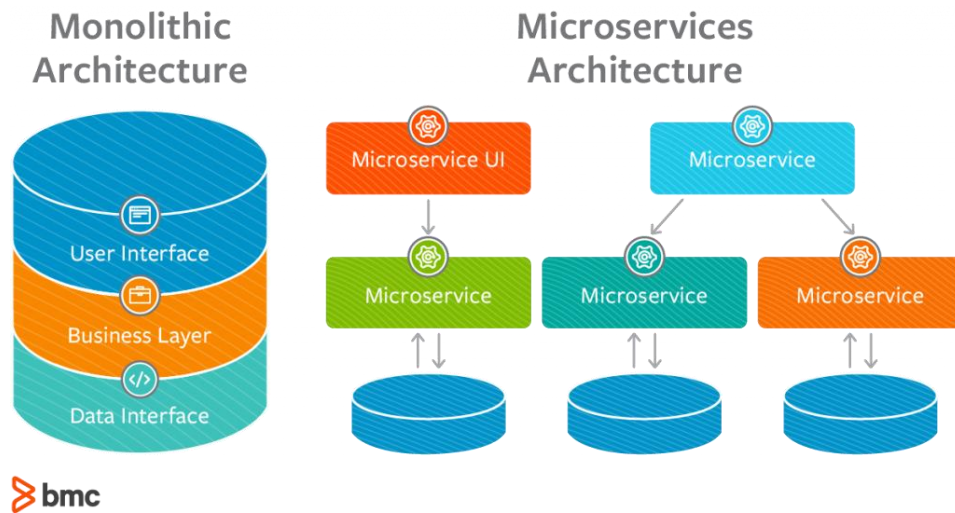 Monolithic
Architecture
User Interface
Business Layer
Data Interface
Microservices
Architecture
Microservice UI
Microservice
Microservice
Microservice
Microservice
bmc